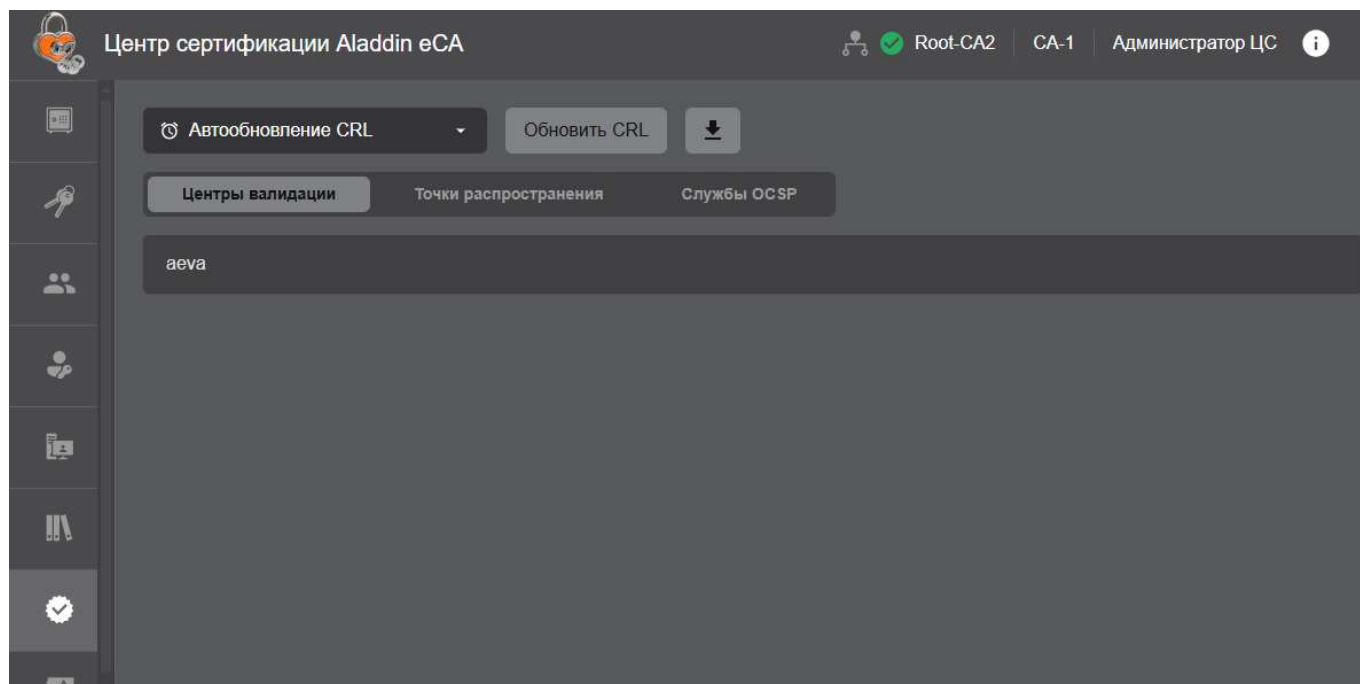 Центр сертификации Aladdin eCA
Root-CA2 CA-1 Администратор ЦС
Автообновление CRL Обновить CRL
Центры валидации Точки распространения Службы OCSP
aeva